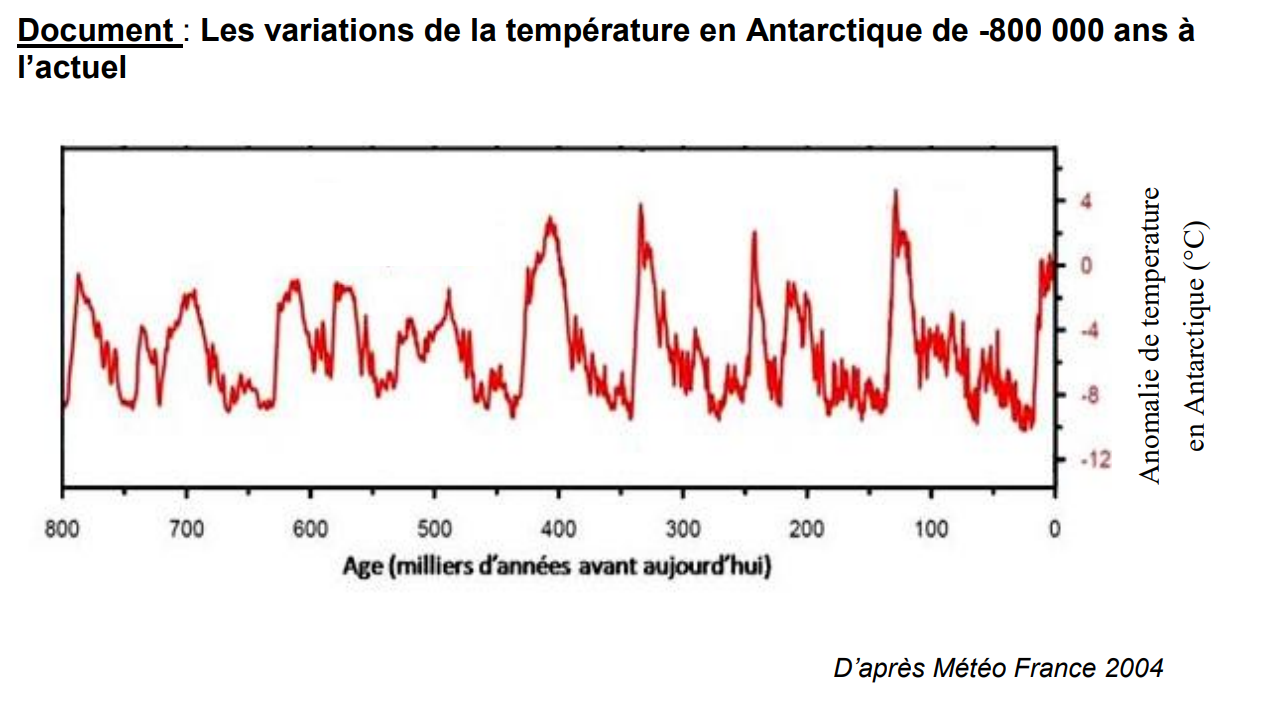 Document : Les variations de la température en Antarctique de -800 000 ans à
l’actuel
4
0
-4
-8
-12
Anomalie de temperature
en Antarctique (°C)
800 700 600 500 400 300 200 100 0
Age (milliers d’années avant aujourd’hui)
D’après Météo France 2004